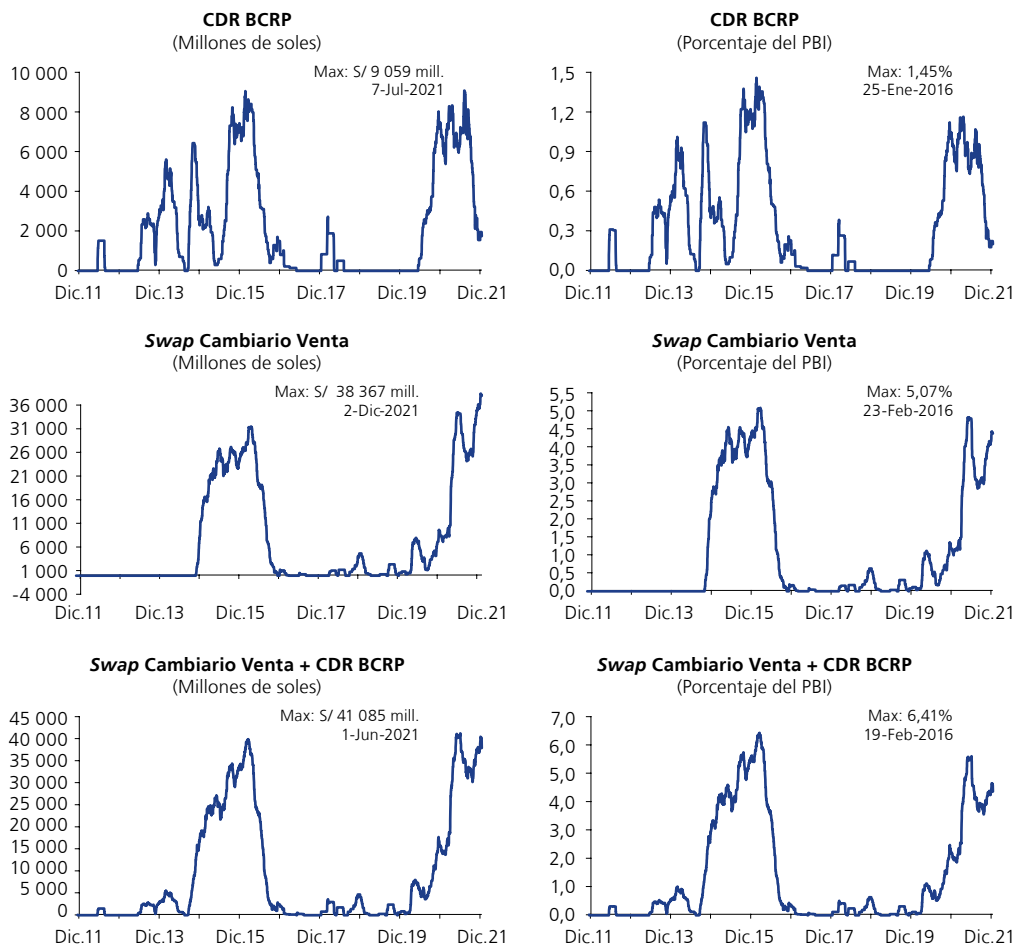 CDR BCRP
(Millones de soles)
Max: S/ 9 059 mill.
7-Jul-2021
10 000
8 000
6 000
4 000
2 000
0
Dic.11 Dic.13 Dic.15 Dic.17 Dic.19 Dic.21
CDR BCRP
(Porcentaje del PBI)
Max: 1,45%
25-Ene-2016
1,5
1,2
0,9
0,6
0,3
0,0
Dic.11 Dic.13 Dic.15 Dic.17 Dic.19 Dic.21
Swap Cambiario Venta
(Millones de soles)
Max: S/ 38 367 mill.
2-Dic-2021
36 000
31 000
26 000
21 000
16 000
11 000
6 000
1 000
-4 000
Dic.11 Dic.13 Dic.15 Dic.17 Dic.19 Dic.21
Swap Cambiario Venta
(Porcentaje del PBI)
Max: 5,07%
23-Feb-2016
5,5
5,0
4,5
4,0
3,5
3,0
2,5
2,0
1,5
1,0
0,5
0,0
Dic.11 Dic.13 Dic.15 Dic.17 Dic.19 Dic.21
Swap Cambiario Venta + CDR BCRP
(Millones de soles)
Max: S/ 41 085 mill.
1-Jun-2021
45 000
40 000
35 000
30 000
25 000
20 000
15 000
10 000
5 000
0
Dic.11 Dic.13 Dic.15 Dic.17 Dic.19 Dic.21
Swap Cambiario Venta + CDR BCRP
(Porcentaje del PBI)
Max: 6,41%
19-Feb-2016
7,0
6,0
5,0
4,0
3,0
2,0
1,0
0,0
Dic.11 Dic.13 Dic.15 Dic.17 Dic.19 Dic.21